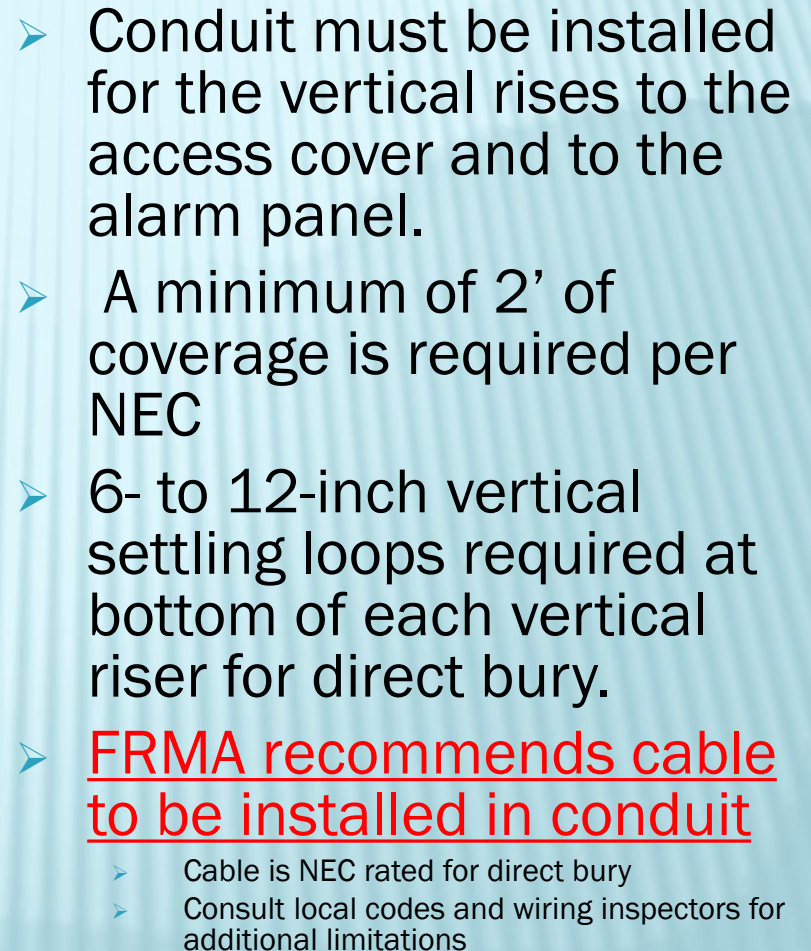 ➢ Conduit must be installed
for the vertical rises to the
access cover and to the
alarm panel.
➢ A minimum of 2’ of
coverage is required per
NEC
➢ 6- to 12-inch vertical
settling loops required at
bottom of each vertical
riser for direct bury.
➢ FRMA recommends cable
to be installed in conduit
➢ Cable is NEC rated for direct bury
➢ Consult local codes and wiring inspectors for
additional limitations